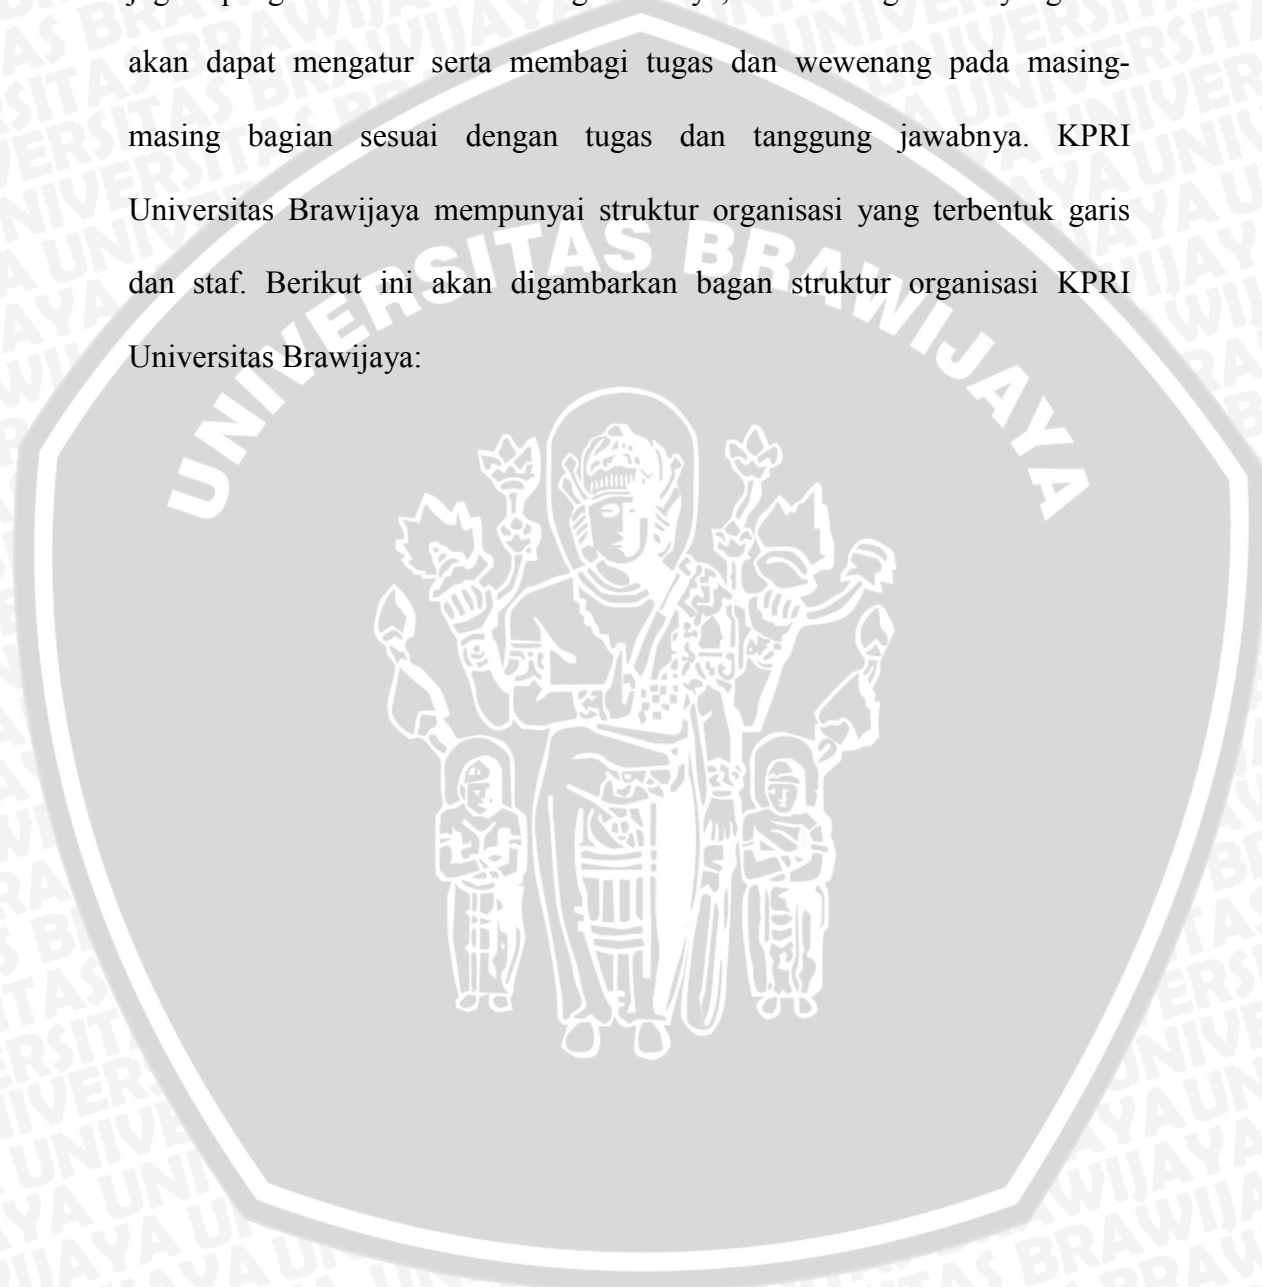 akan dapat mengatur serta membagi tugas dan wewenang pada masing-
masing bagian sesuai dengan tugas dan tanggung jawabnya. KPRI
Universitas Brawijaya mempunyai struktur organisasi yang terbentuk garis
dan staf. Berikut ini akan digambarkan bagan struktur organisasi KPRI
Universitas Brawijaya:
UNIVERSITAS BRAWIJAYA